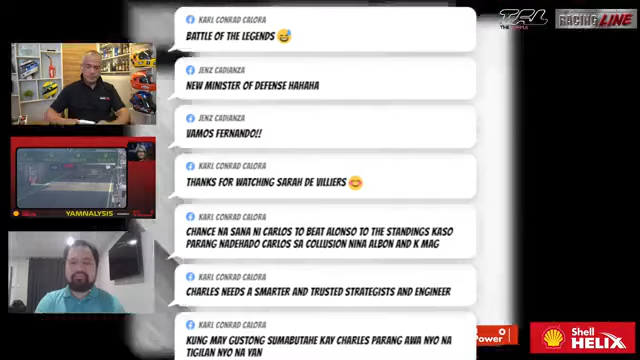 KARL CONRAD CALORA
BATTLE OF THE LEGENDS 😅
JENZ CADIANZA
NEW MINISTER OF DEFENSE HAHAHA
JENZ CADIANZA
VAMOS FERNANDO!!
KARL CONRAD CALORA
THANKS FOR WATCHING SARAH DE VILLIERS 😊
KARL CONRAD CALORA
CHANCE NA SANA NI CARLOS TO BEAT ALONSO TO THE STANDINGS KASO
PARANG NADEHADO CARLOS SA COLLUSION NINA ALBON AND K MAG
KARL CONRAD CALORA
CHARLES NEEDS A SMARTER AND TRUSTED STRATEGISTS AND ENGINEER
KARL CONRAD CALORA
KUNG MAY GUSTONG SUMABUTAHE KAY CHARLES PARANG AWA NYO NA
TIGILAN NYO NA YAN
RACING LINE
YAMNALYSIS
Power
Shell
HELIX